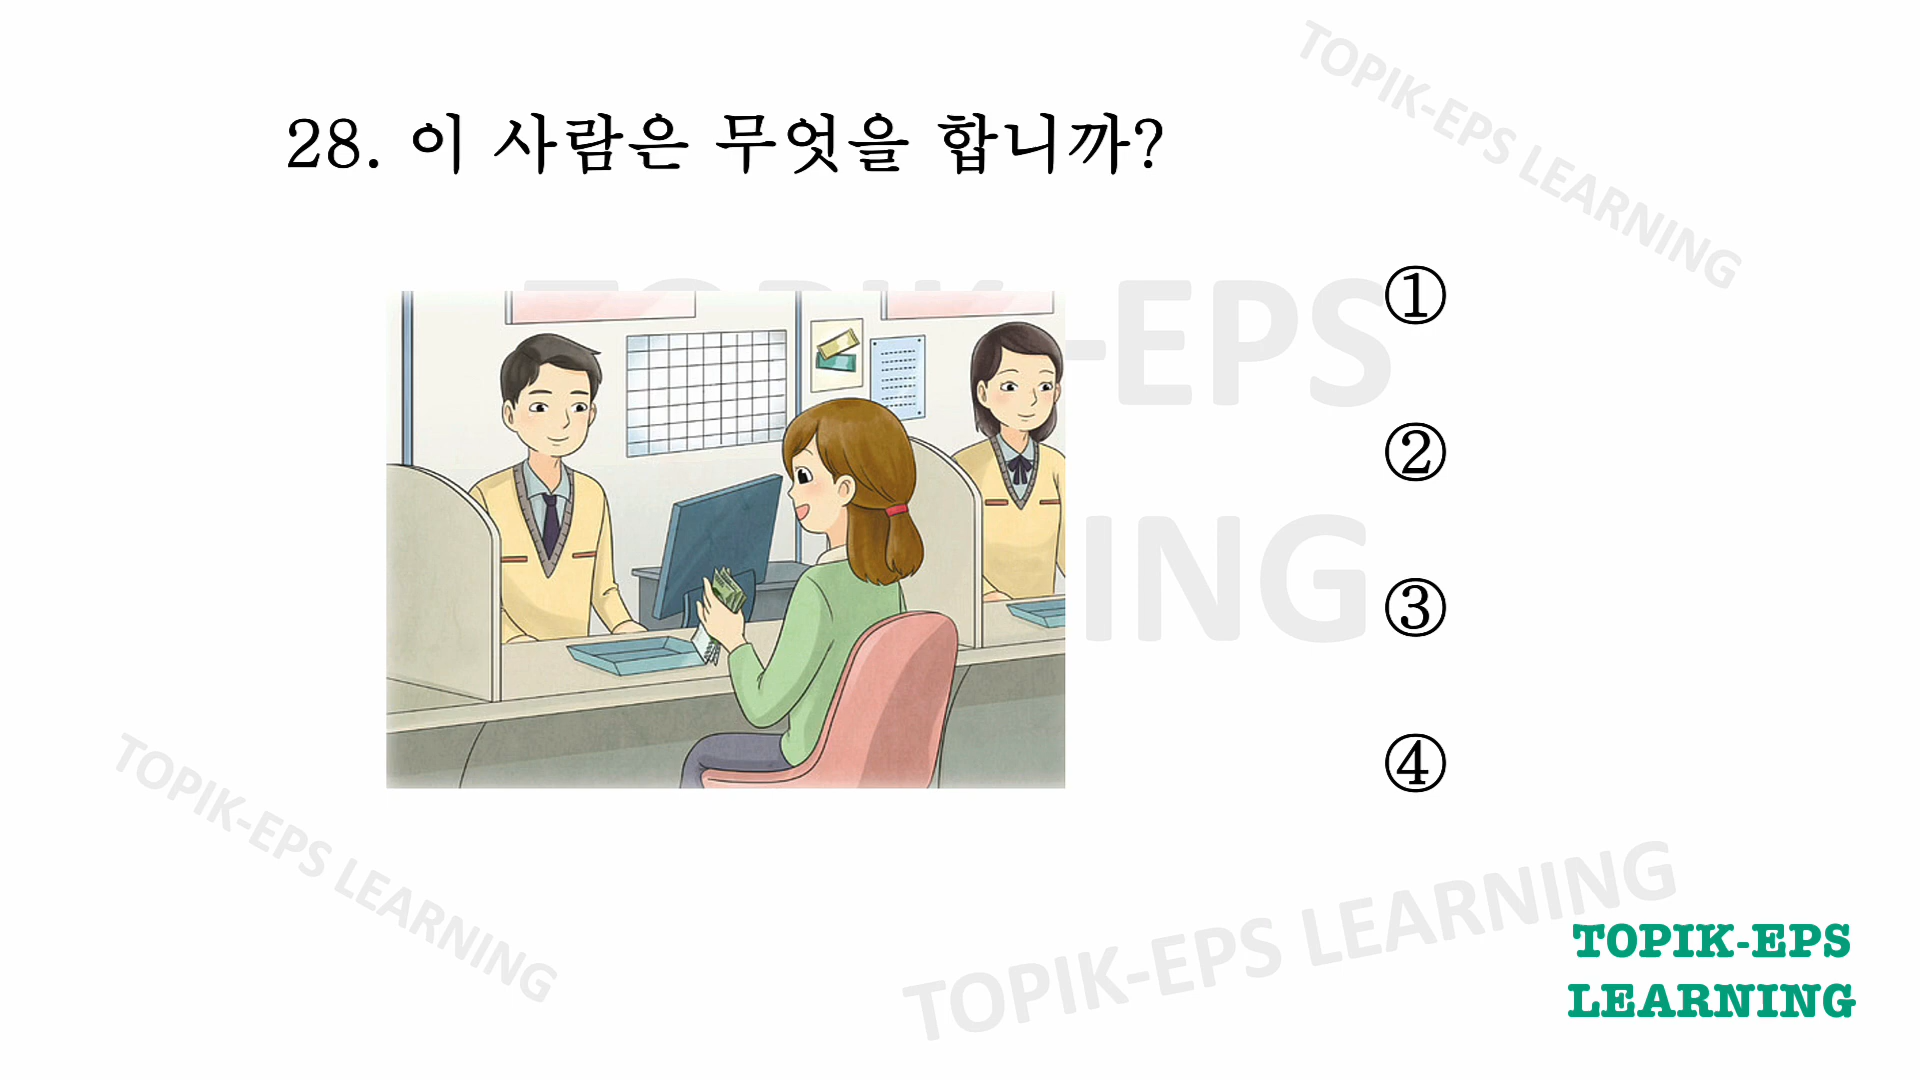 TOPIK-EPS LEARNING
28. 이 사람은 무엇을 합니까?
TOPIK-EPS
①
②
ING
③
④
TOPIK-EPS LEARNING
TOPIK-EPS LEARNING
TOPIK-EPS
LEARNING